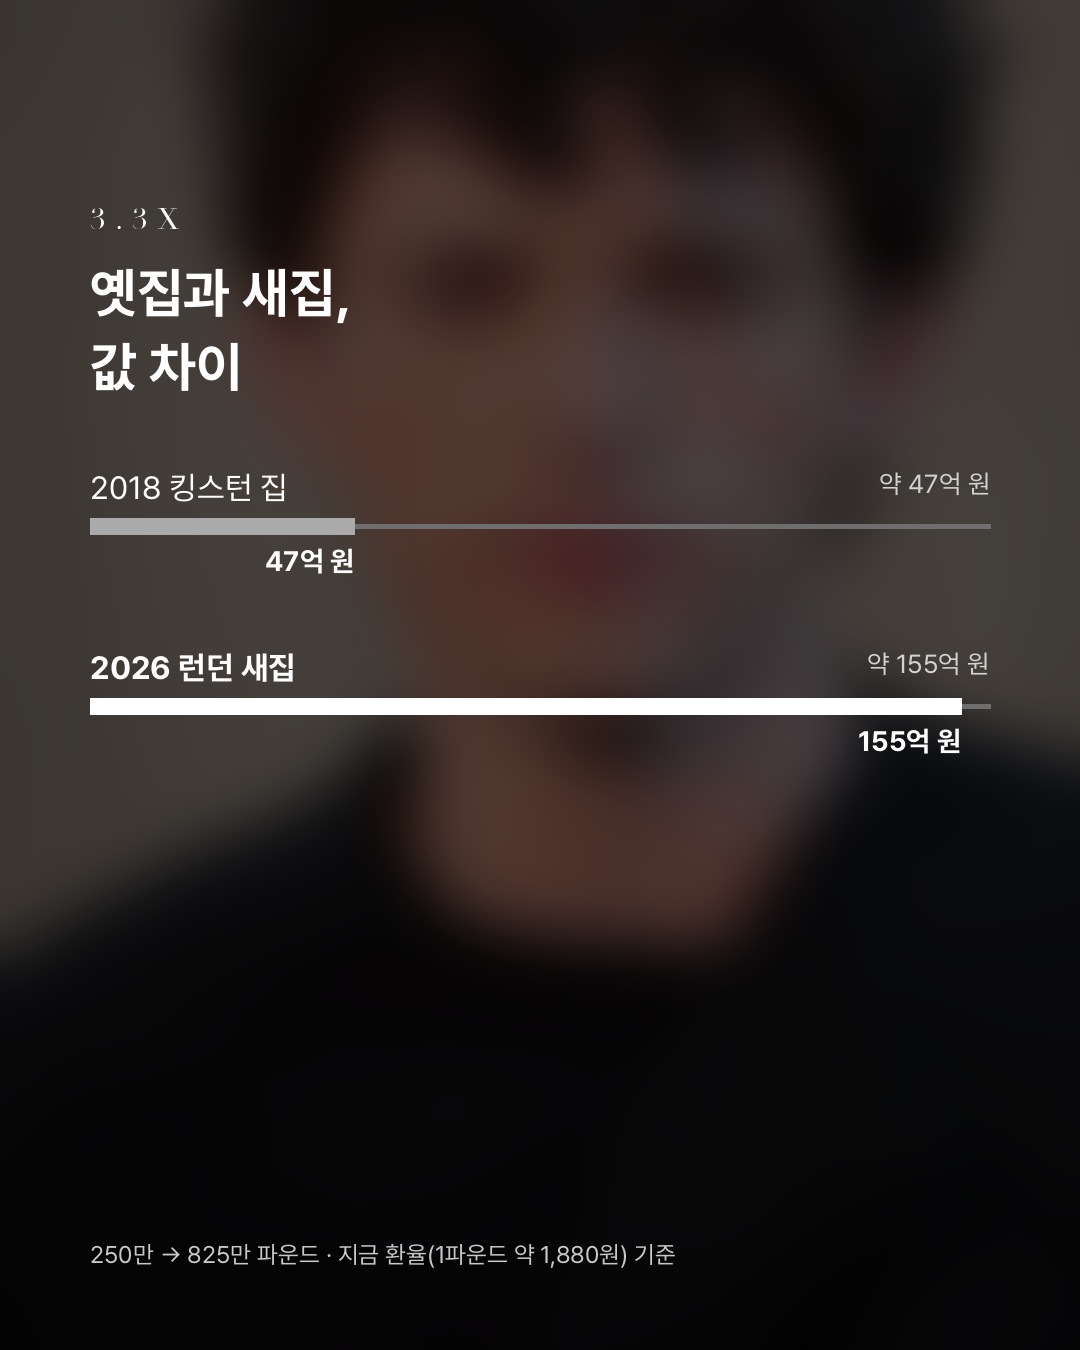 3.3X
옛집과 새집,
값 차이
2018 킹스턴 집 약 47억 원
47억 원
2026 런던 새집 약 155억 원
155억 원
250만 → 825만 파운드 · 지금 환율(1파운드 약 1,880원) 기준